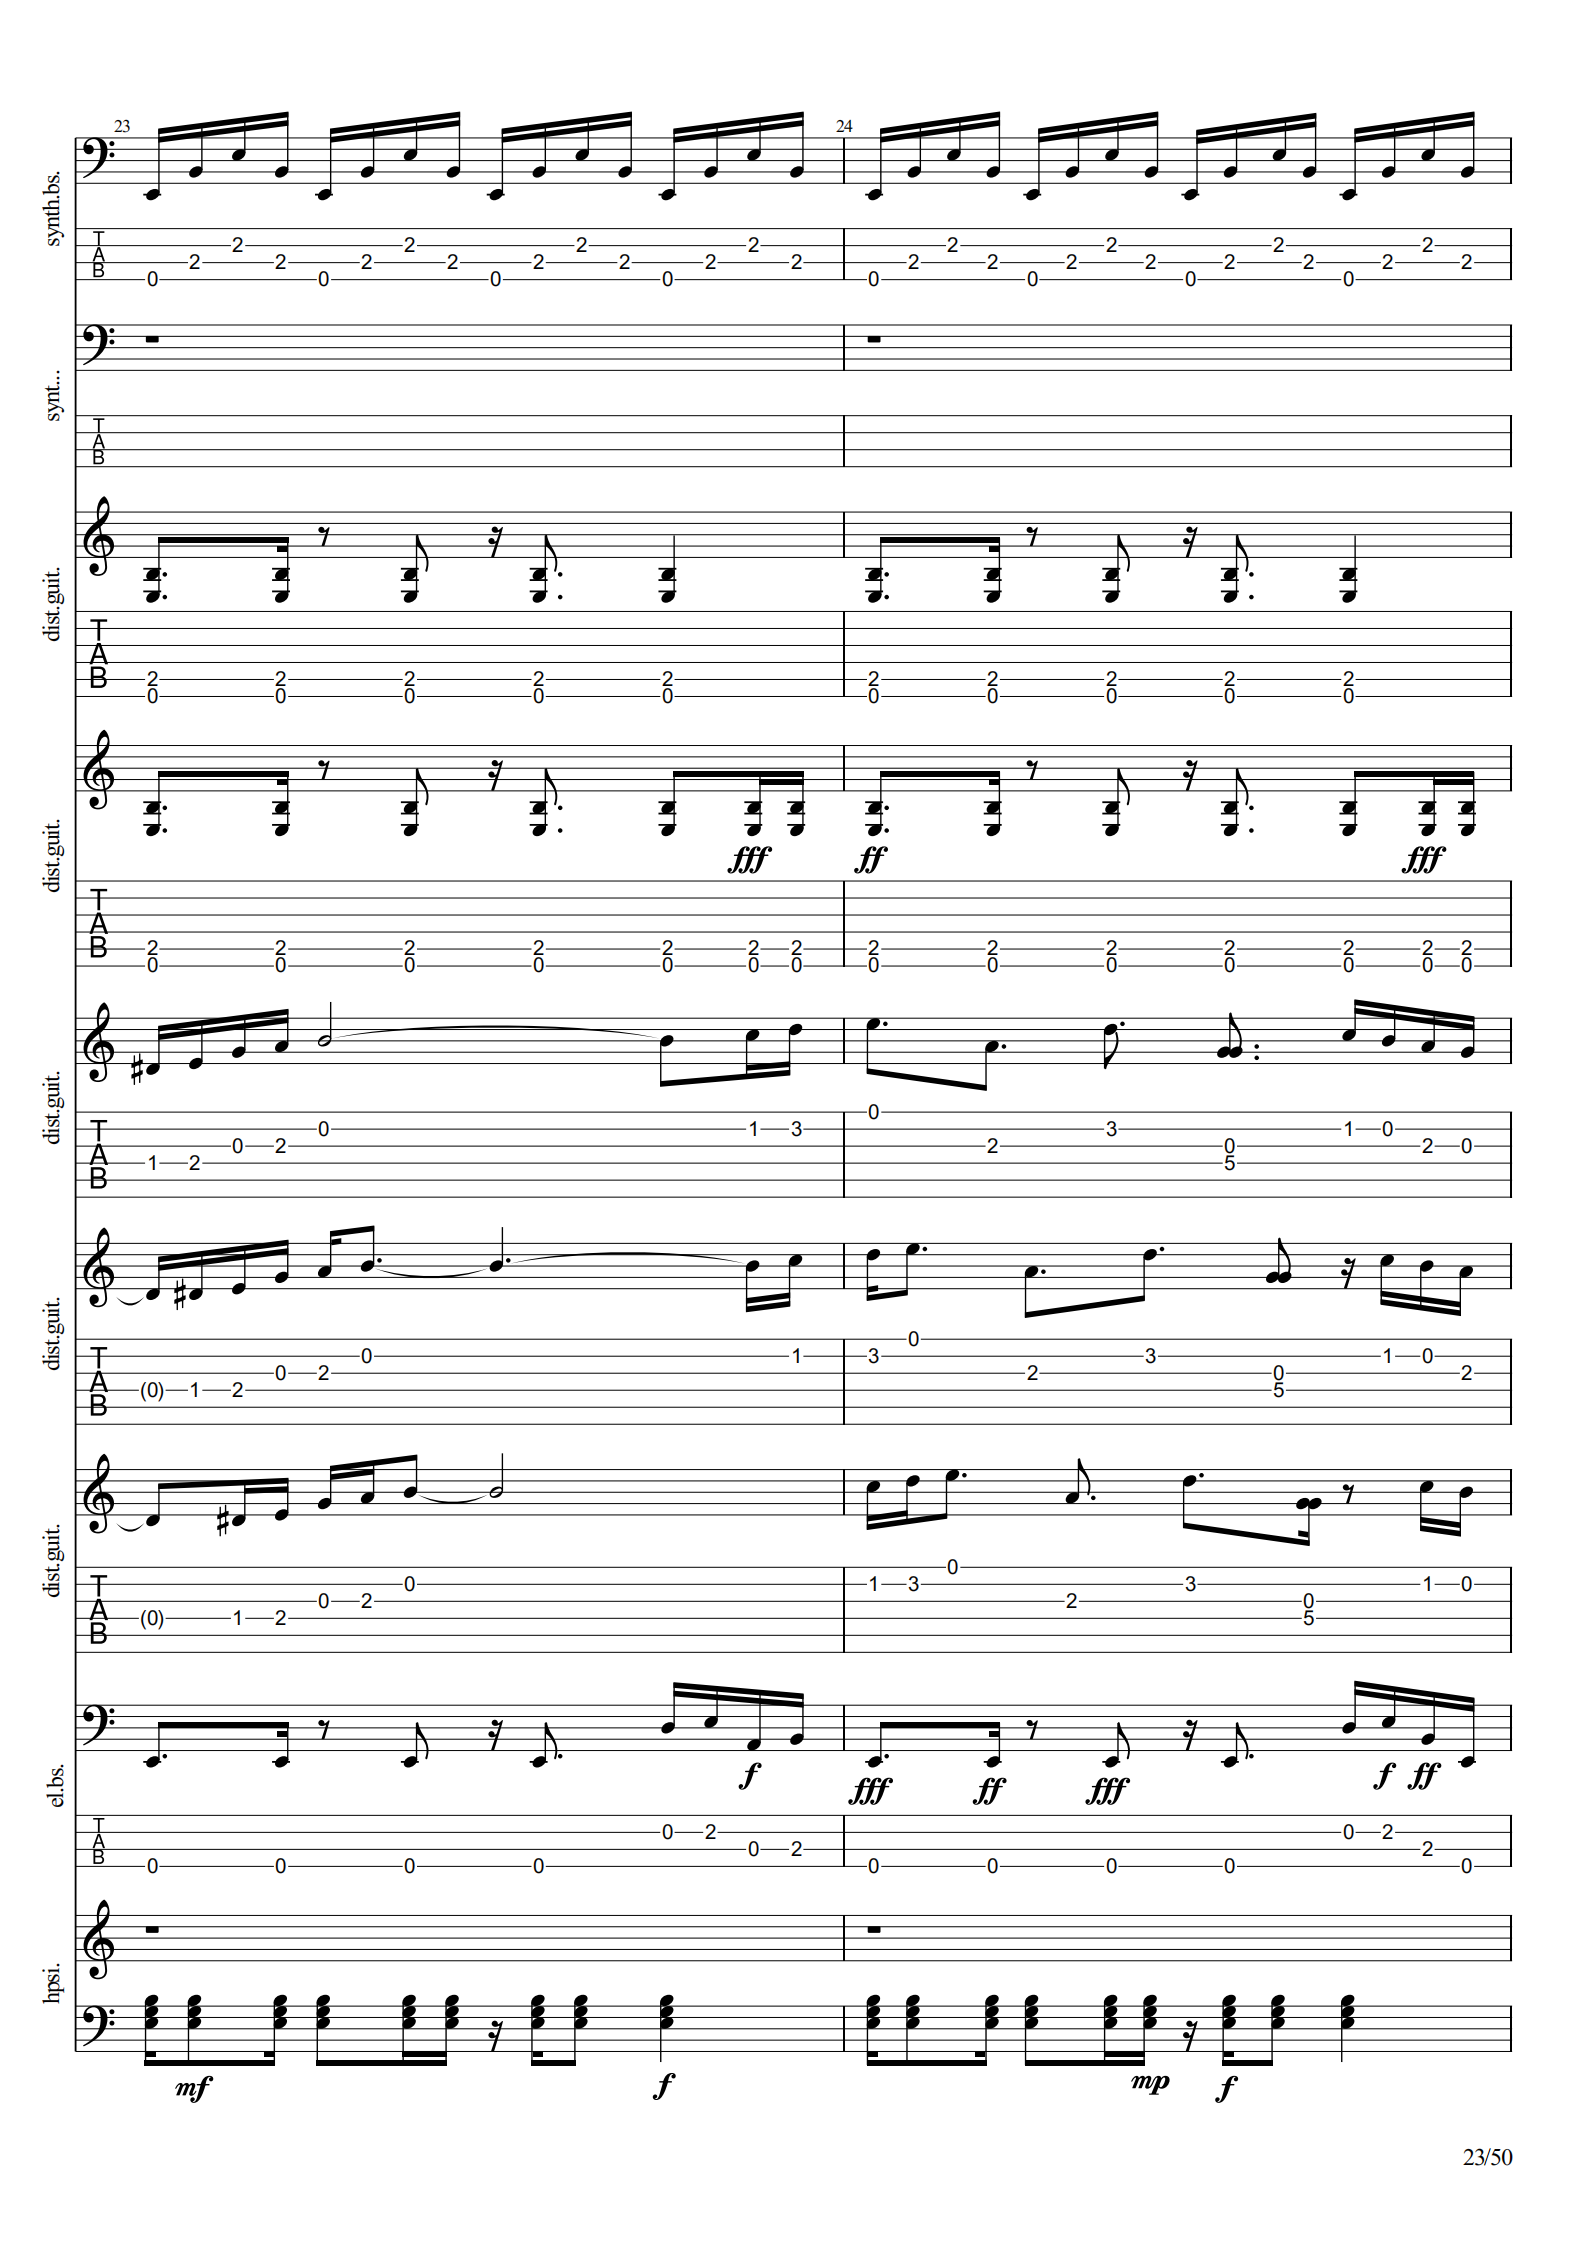 23 24
synth.bs.
T
A
B
2 2 2 2 2 2 2 2
2 2 2 2 2 2 2 2 2 2 2 2 2 2 2 2
0 0 0 0 0 0 0 0
synt...
T
A
B
dist.guit.
T
A
B
2 2 2 2 2 2 2 2 2 2
0 0 0 0 0 0 0 0 0 0
dist.guit.
fff ff fff
T
A
B
2 2 2 2 2 2 2 2 2 2 2 2 2 2
0 0 0 0 0 0 0 0 0 0 0 0 0 0
dist.guit.
T
A
B
0
0 1 3 3 1 0
0 2 2 0 2 0
1 2 5
dist.guit.
T
A
B
0
0 1 3 3 1 0
0 2 2 0 2
(0) 1 2 5
dist.guit.
T
A
B
0
0 1 3 3 1 0
0 2 2 0
(0) 1 2 5
el.bs.
f fff ff fff f ff
T
A
B
0 2 0 2
0 2 2
0 0 0 0 0 0 0 0 0
hpsi.
mf f mp f
23/50